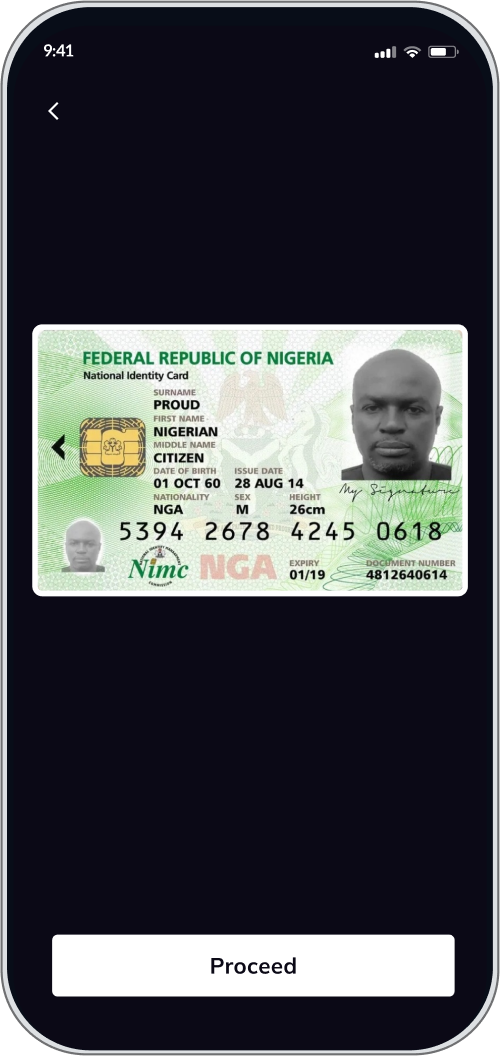 9:41
FEDERAL REPUBLIC OF NIGERIA
National Identity Card
SURNAME
PROUD
FIRST NAME
NIGERIAN
MIDDLE NAME
CITIZEN
DATE OF BIRTH ISSUE DATE
01 OCT 60 28 AUG 14
NATIONALITY SEX HEIGHT
NGA M 26cm
My Signature
5394 2678 4245 0618
Nimc NGA
EXPIRY DOCUMENT NUMBER
01/19 4812640614
Proceed